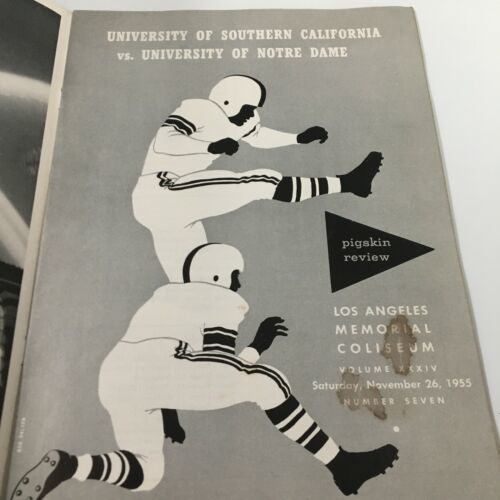 UNIVERSITY OF SOUTHERN CALIFORNIA
vs. UNIVERSITY OF NOTRE DAME
pigskin
review
LOS ANGELES
MEMORIAL
COLISEUM
VOLUME XXXIV
Saturday, November 26, 1955
NUMBER SEVEN